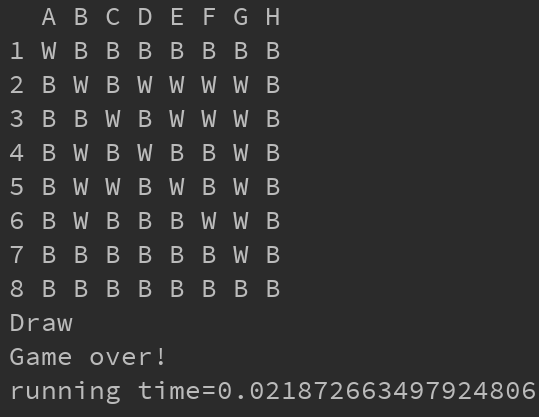 A B C D E F G H
1 W B B B B B B B
2 B W B W W W W B
3 B B W B W W W B
4 B W B W B B W B
5 B W W B W B W B
6 B W B B B W W B
7 B B B B B B W B
8 B B B B B B B B
Draw
Game over!
running time=0.021872663497924806